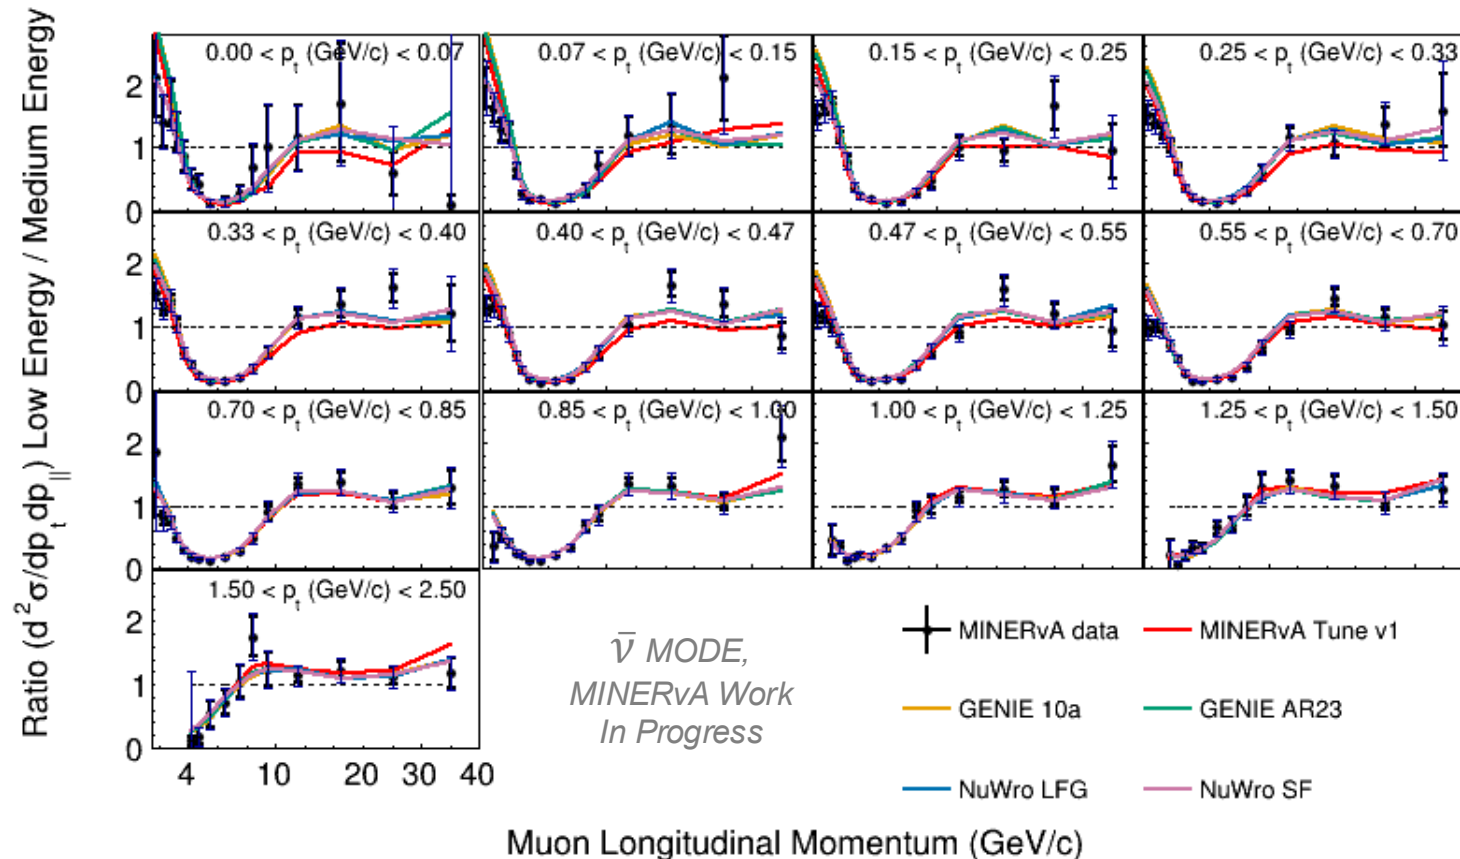 Ratio (d²σ/dp_t dp_||) Low Energy / Medium Energy
0.00 < p_t (GeV/c) < 0.07
0.07 < p_t (GeV/c) < 0.15
0.15 < p_t (GeV/c) < 0.25
0.25 < p_t (GeV/c) < 0.33
2
1
0
0.33 < p_t (GeV/c) < 0.40
0.40 < p_t (GeV/c) < 0.47
0.47 < p_t (GeV/c) < 0.55
0.55 < p_t (GeV/c) < 0.70
2
1
0
0.70 < p_t (GeV/c) < 0.85
0.85 < p_t (GeV/c) < 1.00
1.00 < p_t (GeV/c) < 1.25
1.25 < p_t (GeV/c) < 1.50
2
1
0
1.50 < p_t (GeV/c) < 2.50
2
1
0
4 10 20 30 40
ν̄ MODE,
MINERvA Work
In Progress
MINERvA data
MINERvA Tune v1
GENIE 10a
GENIE AR23
NuWro LFG
NuWro SF
Muon Longitudinal Momentum (GeV/c)